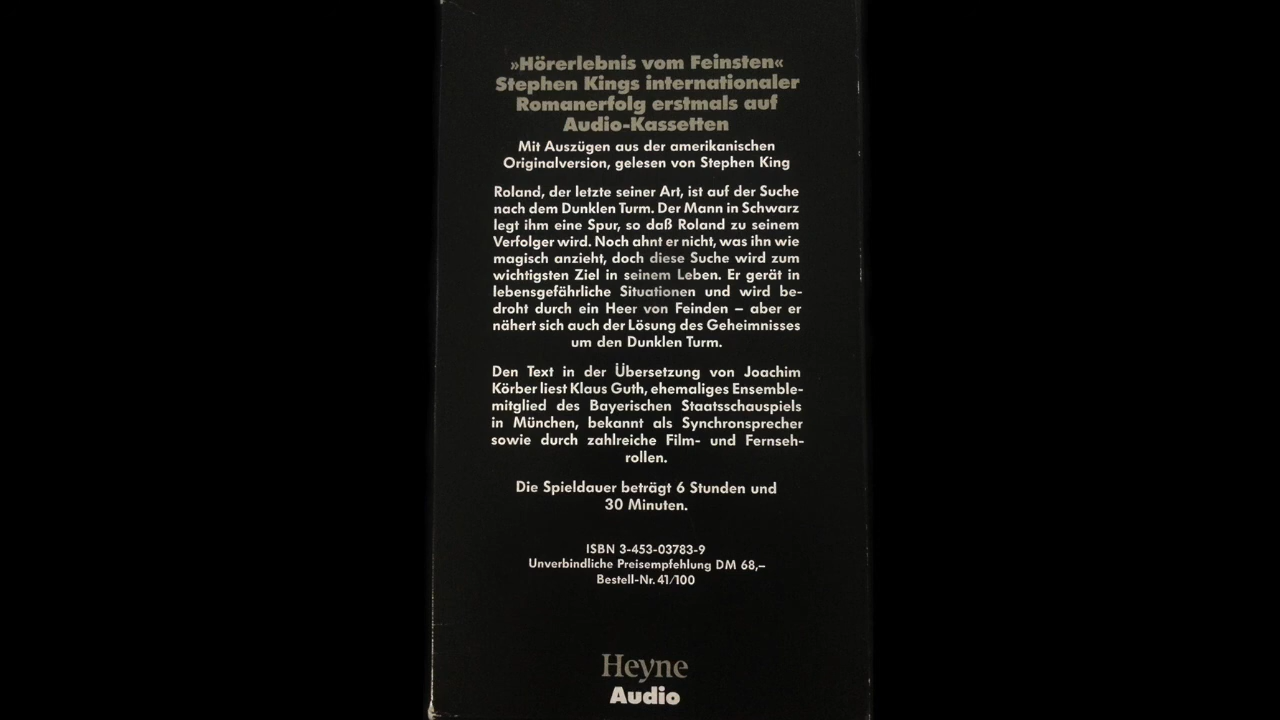 »Hörerlebnis vom Feinsten«
Stephen Kings internationaler
Romanerfolg erstmals auf
Audio-Kassetten
Mit Auszügen aus der amerikanischen
Originalversion, gelesen von Stephen King
Roland, der letzte seiner Art, ist auf der Suche
nach dem Dunklen Turm. Der Mann in Schwarz
legt ihm eine Spur, so daß Roland zu seinem
Verfolger wird. Noch ahnt er nicht, was ihn wie
magisch anzieht, doch diese Suche wird zum
wichtigsten Ziel in seinem Leben. Er gerät in
lebensgefährliche Situationen und wird be-
droht durch ein Heer von Feinden – aber er
nähert sich auch der Lösung des Geheimnisses
um den Dunklen Turm.
Den Text in der Übersetzung von Joachim
Körber liest Klaus Guth, ehemaliges Ensemble-
mitglied des Bayerischen Staatsschauspiels
in München, bekannt als Synchronsprecher
sowie durch zahlreiche Film- und Fernseh-
rollen.
Die Spieldauer beträgt 6 Stunden und
30 Minuten.
ISBN 3-453-03783-9
Unverbindliche Preisempfehlung DM 68,–
Bestell-Nr. 41/100
Heyne
Audio